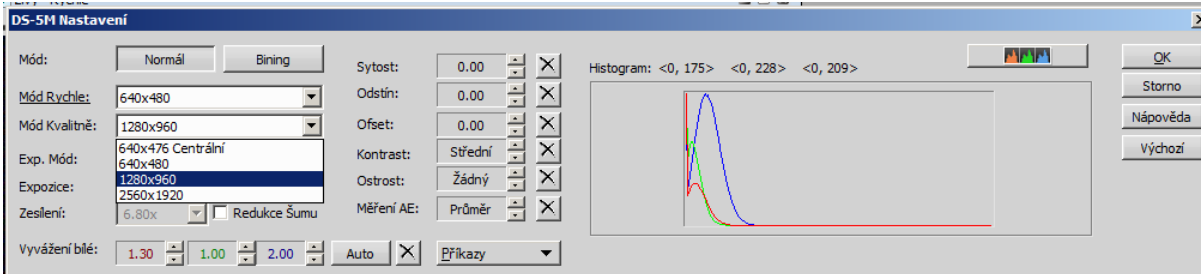 DS-5M Nastavení
Mód: Normál Bining
Mód Rychle: 640x480
Mód Kvalitně: 1280x960
640x476 Centrální
640x480
1280x960
2560x1920
Exp. Mód:
Expozice:
Zesílení: 6.80x Redukce Šumu
Vyvážení bílé: 1.30 1.00 2.00 Auto Příkazy
Sytost: 0.00
Odstín: 0.00
Ofset: 0.00
Kontrast: Střední
Ostrost: Žádný
Měření AE: Průměr
Histogram: <0, 175> <0, 228> <0, 209>
OK
Storno
Nápověda
Výchozí